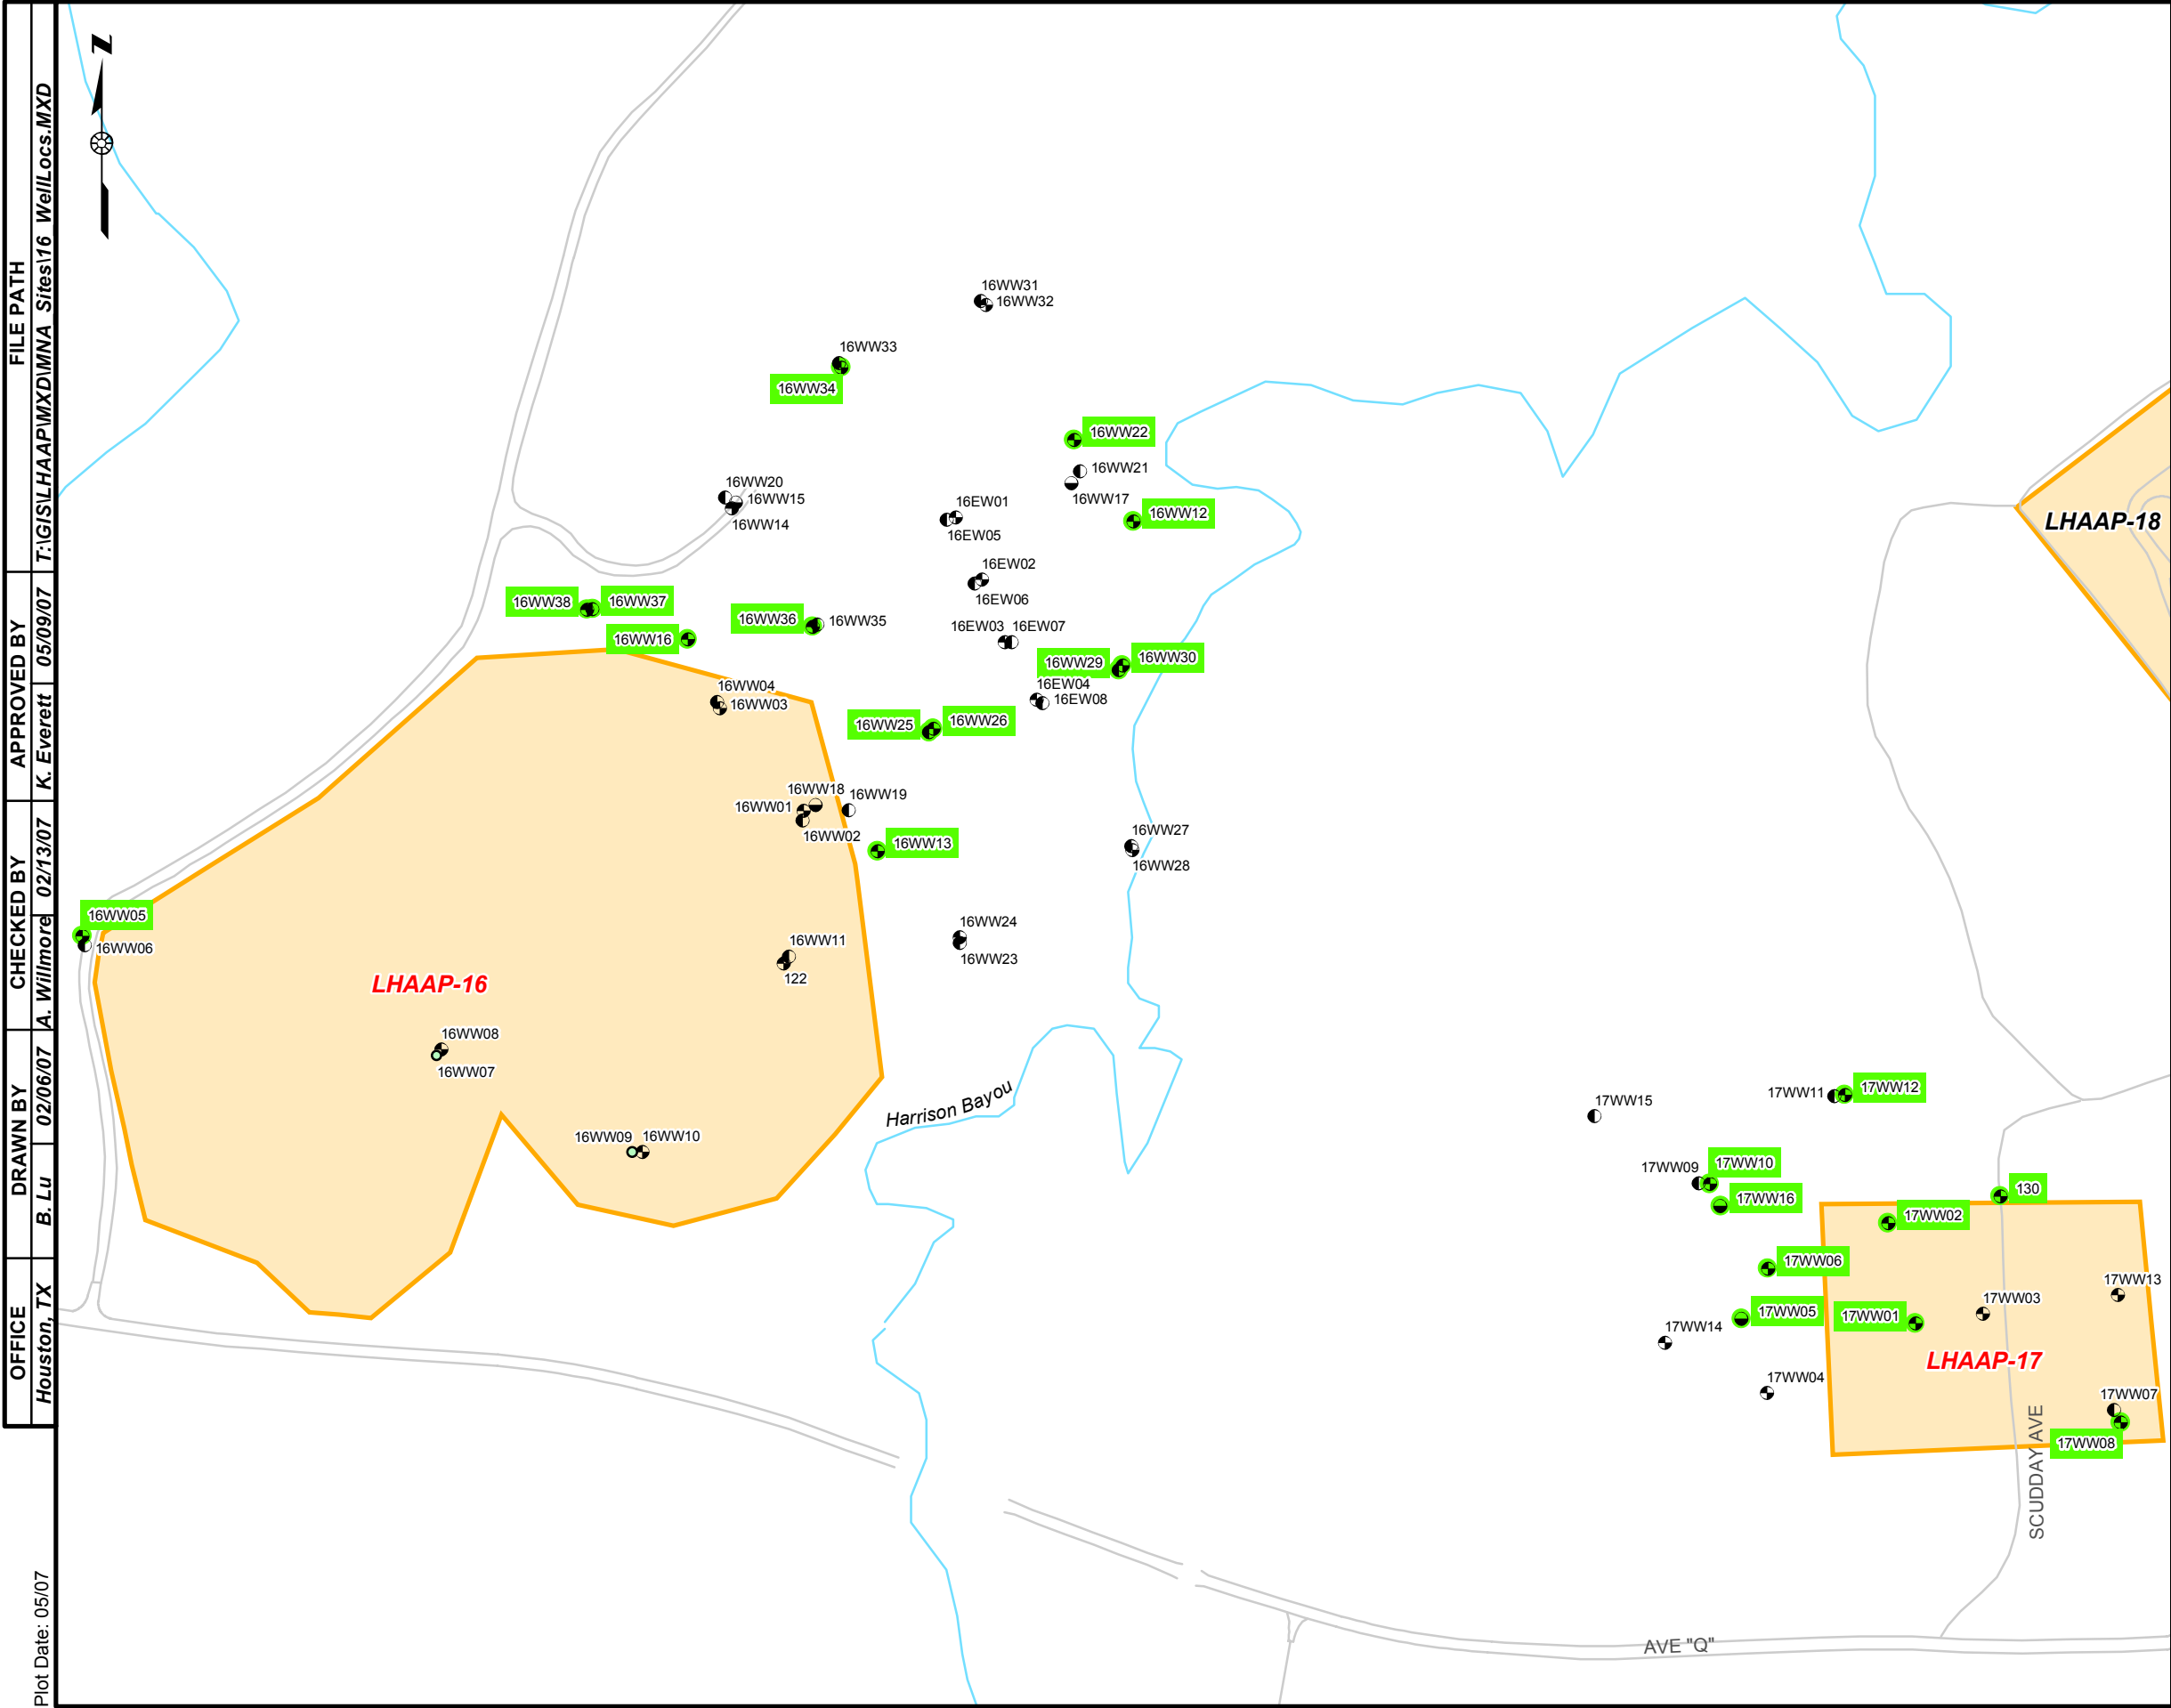 FILE PATH
T:\GIS\LHAAP\MXD\MNA Sites\16 WellLocs.MXD
APPROVED BY
K. Everett 05/09/07
CHECKED BY
A. Willmore 02/13/07
DRAWN BY
B. Lu 02/06/07
OFFICE
Houston, TX
Plot Date: 05/07
N
16WW31
16WW32
16WW33
16WW34
16WW22
16WW21
16WW17
16WW12
16WW20
16WW15
16WW14
16EW01
16EW05
16EW02
16EW06
16WW38
16WW37
16WW36
16WW35
16WW16
16EW03
16EW07
16WW29
16WW30
16EW04
16EW08
16WW04
16WW03
16WW25
16WW26
16WW18
16WW01
16WW19
16WW02
16WW13
16WW27
16WW28
16WW05
16WW06
16WW24
16WW23
16WW11
122
LHAAP-16
16WW08
16WW07
16WW09
16WW10
Harrison Bayou
LHAAP-18
17WW15
17WW11
17WW12
17WW09
17WW10
17WW16
130
17WW02
17WW06
17WW13
17WW03
17WW05
17WW01
17WW14
LHAAP-17
17WW04
17WW07
17WW08
SCUDDAY AVE
AVE "Q"